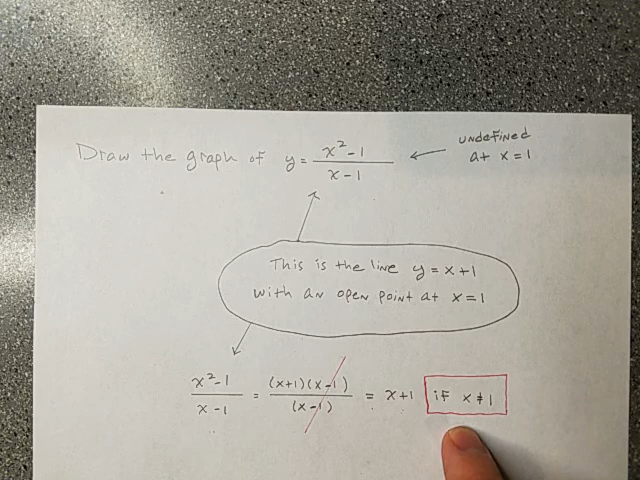 Draw the graph of y = (x²-1)/(x-1) ← undefined
at x=1
This is the line y = x+1
with an open point at x=1
(x²-1)/(x-1) = ((x+1)(x-1))/((x-1)) = x+1 if x≠1